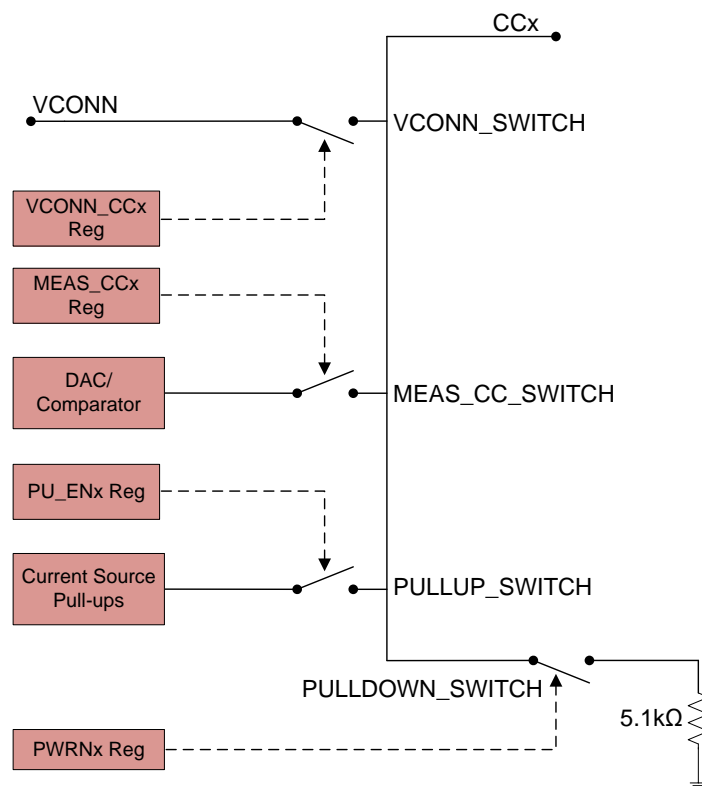 CCx
VCONN
VCONN_SWITCH
VCONN_CCx
Reg
MEAS_CCx
Reg
DAC/
Comparator
MEAS_CC_SWITCH
PU_ENx Reg
Current Source
Pull-ups
PULLUP_SWITCH
PULLDOWN_SWITCH
5.1kΩ
PWRNx Reg